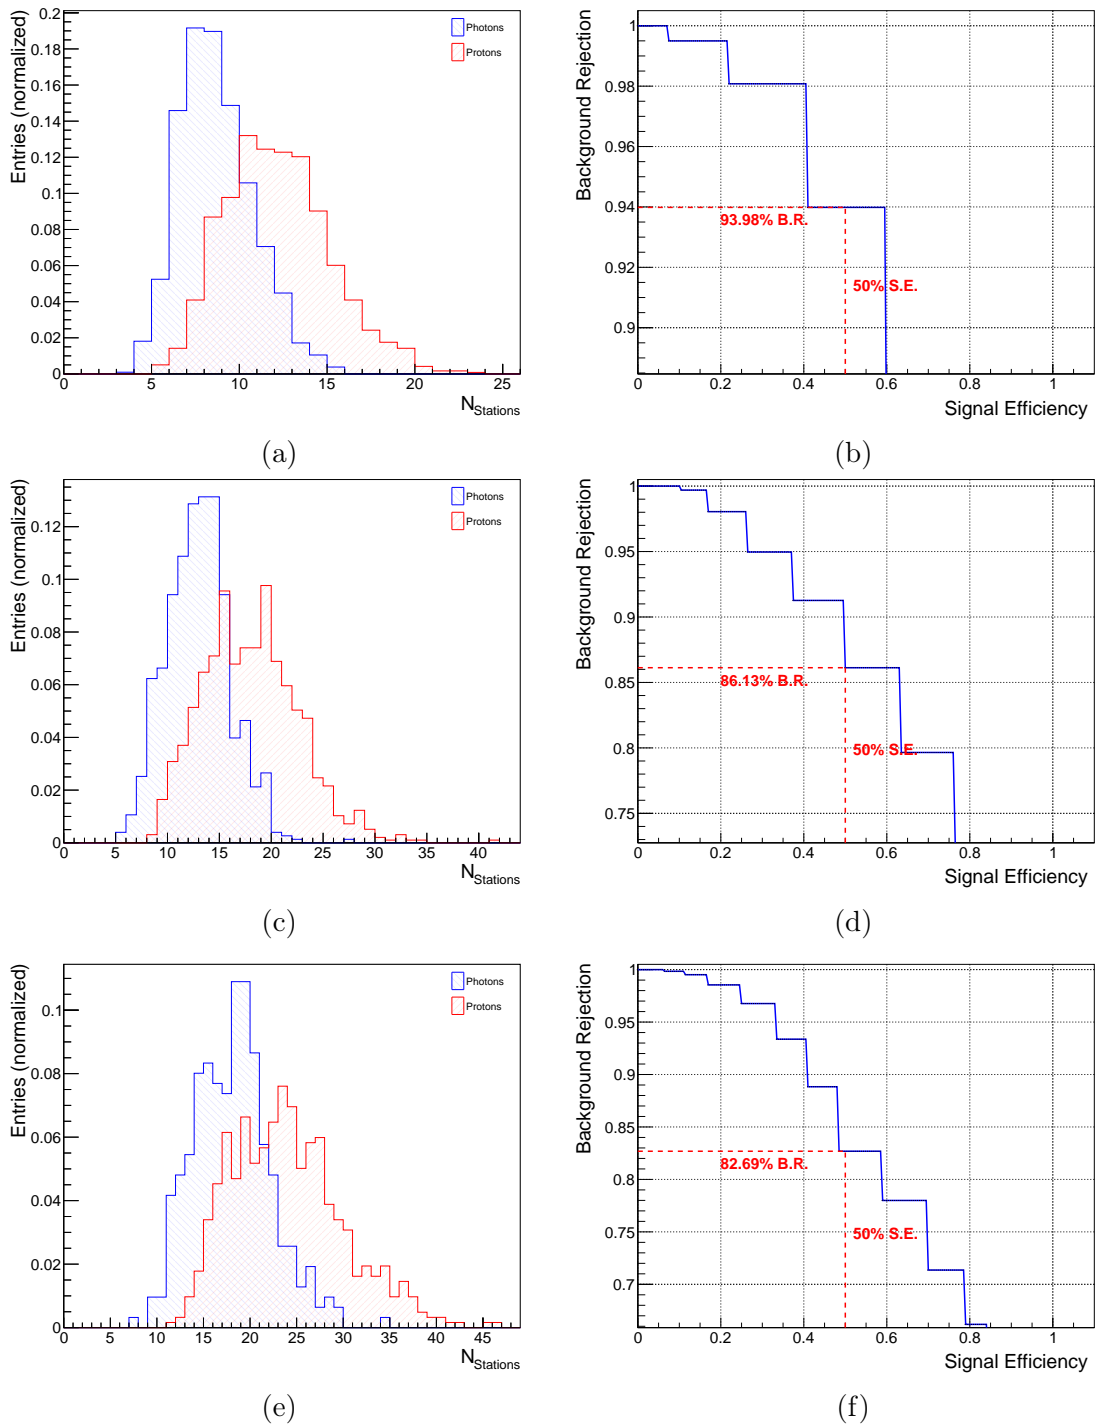 Entries (normalized)
0.2
0.18
0.16
0.14
0.12
0.1
0.08
0.06
0.04
0.02
0
0 5 10 15 20 25
N_Stations
Photons
Protons
(a)
Background Rejection
1
0.98
0.96
0.94
0.92
0.9
93.98% B.R.
50% S.E.
0 0.2 0.4 0.6 0.8 1
Signal Efficiency
(b)
Entries (normalized)
0.12
0.1
0.08
0.06
0.04
0.02
0
0 5 10 15 20 25 30 35 40
N_Stations
Photons
Protons
(c)
Background Rejection
1
0.95
0.9
0.85
0.8
0.75
86.13% B.R.
50% S.E.
0 0.2 0.4 0.6 0.8 1
Signal Efficiency
(d)
Entries (normalized)
0.1
0.08
0.06
0.04
0.02
0
0 5 10 15 20 25 30 35 40 45
N_Stations
Photons
Protons
(e)
Background Rejection
1
0.95
0.9
0.85
0.8
0.75
0.7
82.69% B.R.
50% S.E.
0 0.2 0.4 0.6 0.8 1
Signal Efficiency
(f)